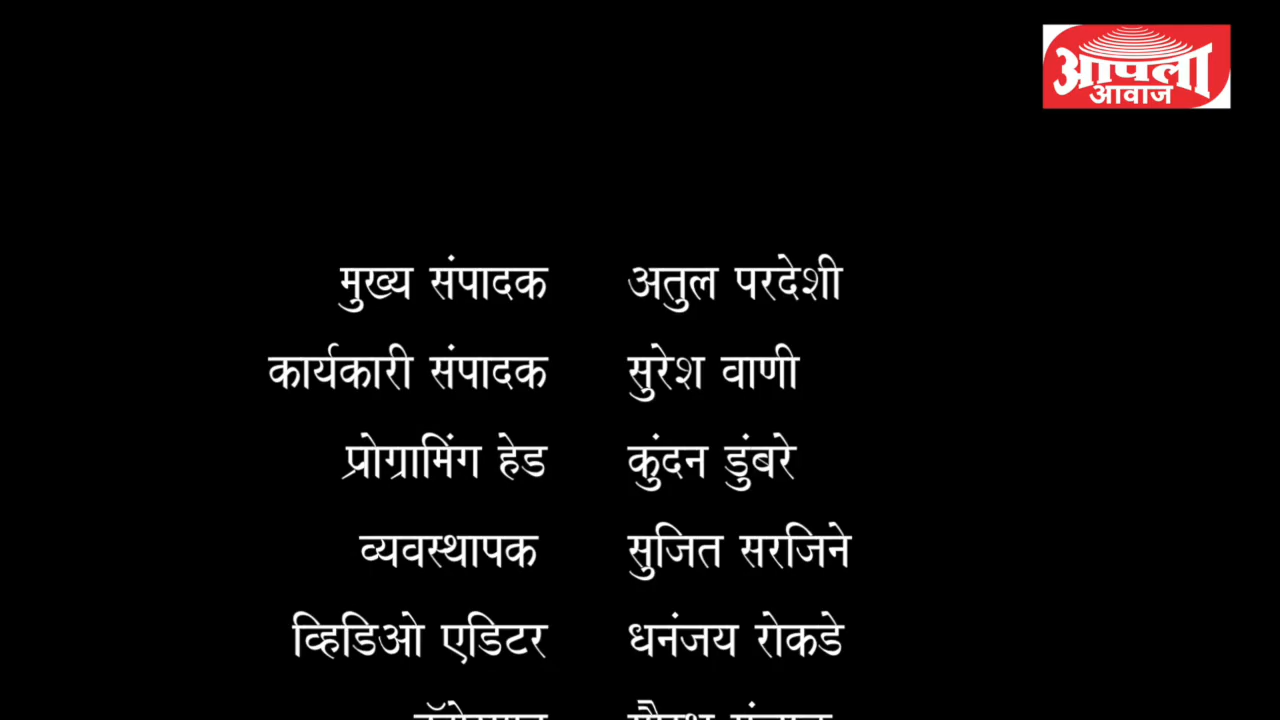 आपला
आवाज
मुख्य संपादक अतुल परदेशी
कार्यकारी संपादक सुरेश वाणी
प्रोग्रामिंग हेड कुंदन डुंबरे
व्यवस्थापक सुजित सरजिने
व्हिडिओ एडिटर धनंजय रोकडे